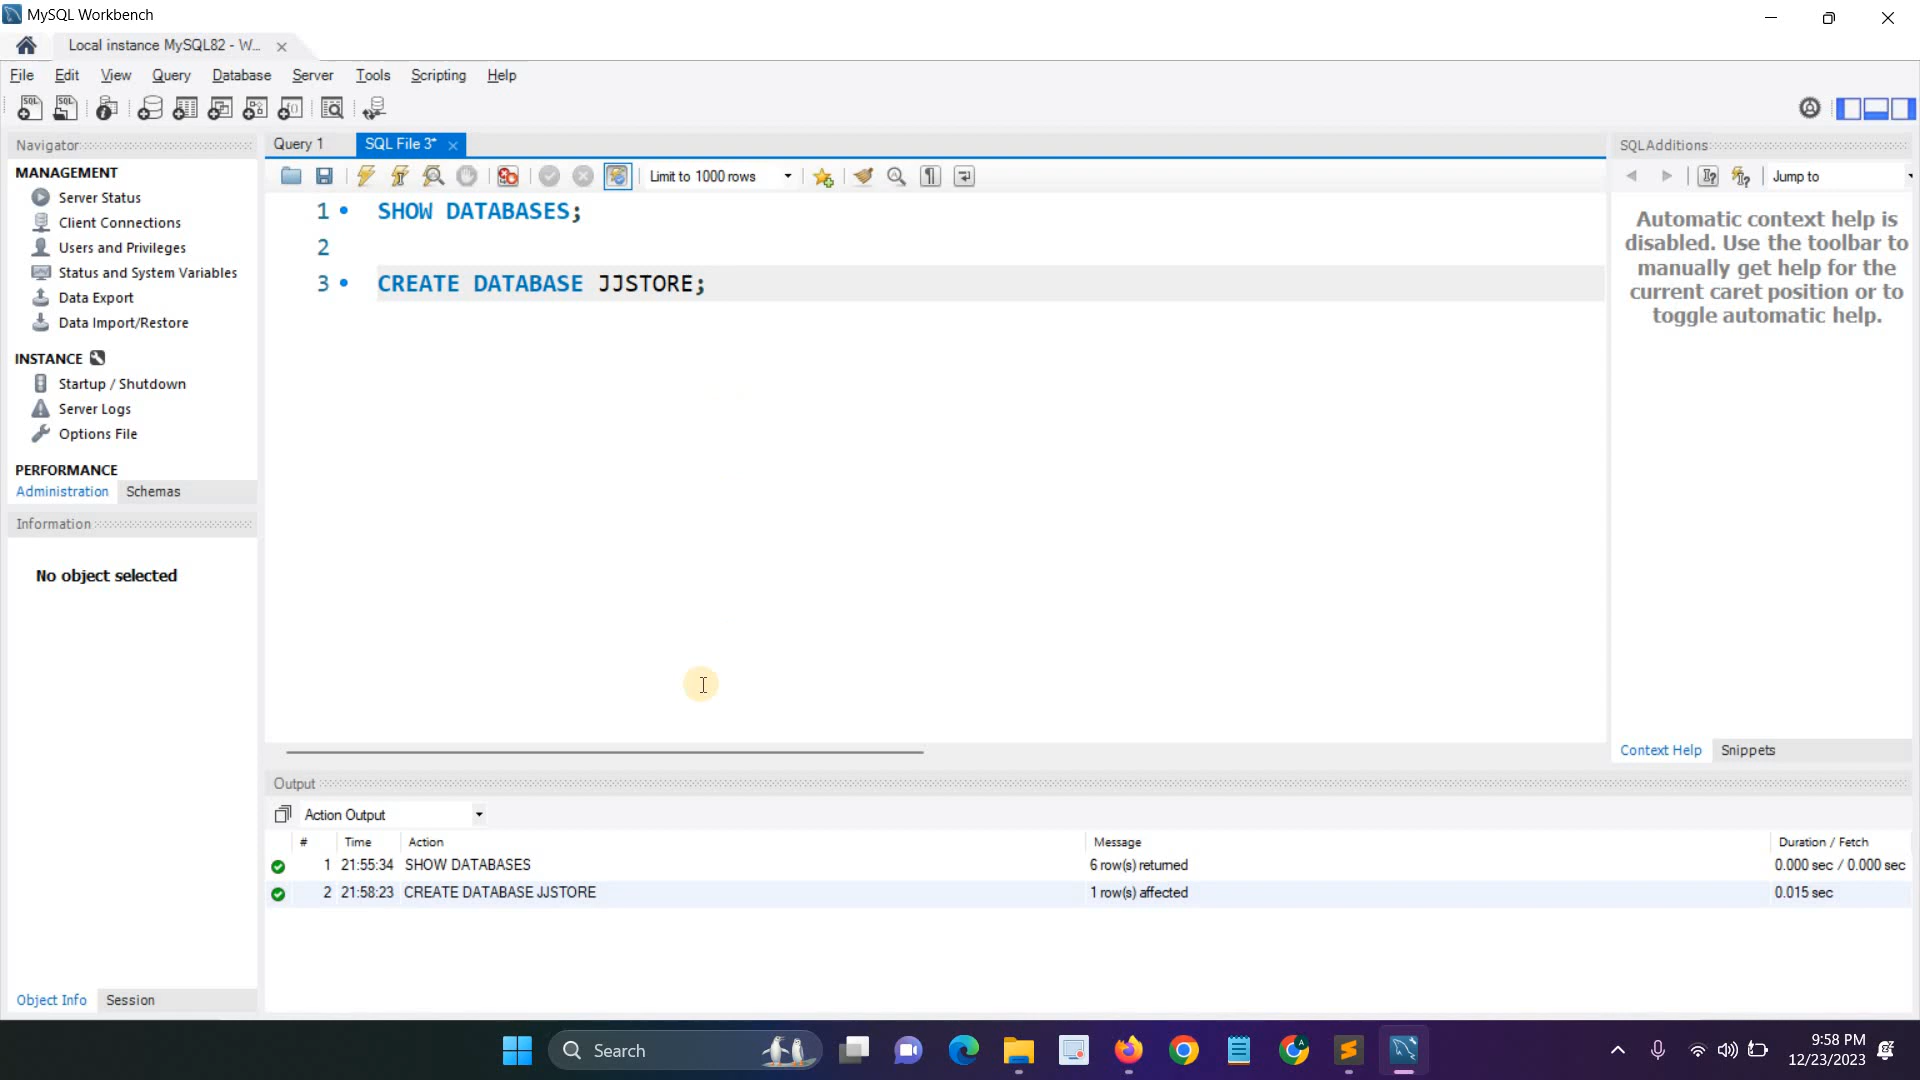 MySQL Workbench
Local instance MySQL82 - W...
File Edit View Query Database Server Tools Scripting Help
Navigator
MANAGEMENT
Server Status
Client Connections
Users and Privileges
Status and System Variables
Data Export
Data Import/Restore
INSTANCE
Startup / Shutdown
Server Logs
Options File
PERFORMANCE
Administration Schemas
Information
No object selected
Object Info Session
Query 1 SQL File 3*
Limit to 1000 rows
1 SHOW DATABASES;
2
3 CREATE DATABASE JJSTORE;
SQLAdditions
Jump to
Automatic context help is
disabled. Use the toolbar to
manually get help for the
current caret position or to
toggle automatic help.
Context Help Snippets
Output
Action Output
# Time Action Message Duration / Fetch
1 21:55:34 SHOW DATABASES 6 row(s) returned 0.000 sec / 0.000 sec
2 21:58:23 CREATE DATABASE JJSTORE 1 row(s) affected 0.015 sec
Search
9:58 PM
12/23/2023